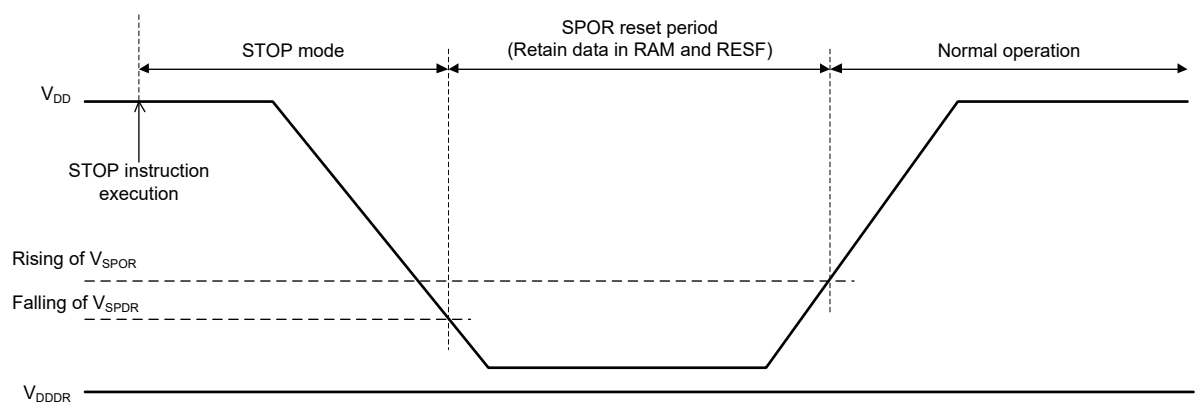 SPOR reset period
STOP mode
(Retain data in RAM and RESF)
Normal operation
VDD
STOP instruction
execution
Rising of VSPOR
Falling of VSPDR
VDDDR